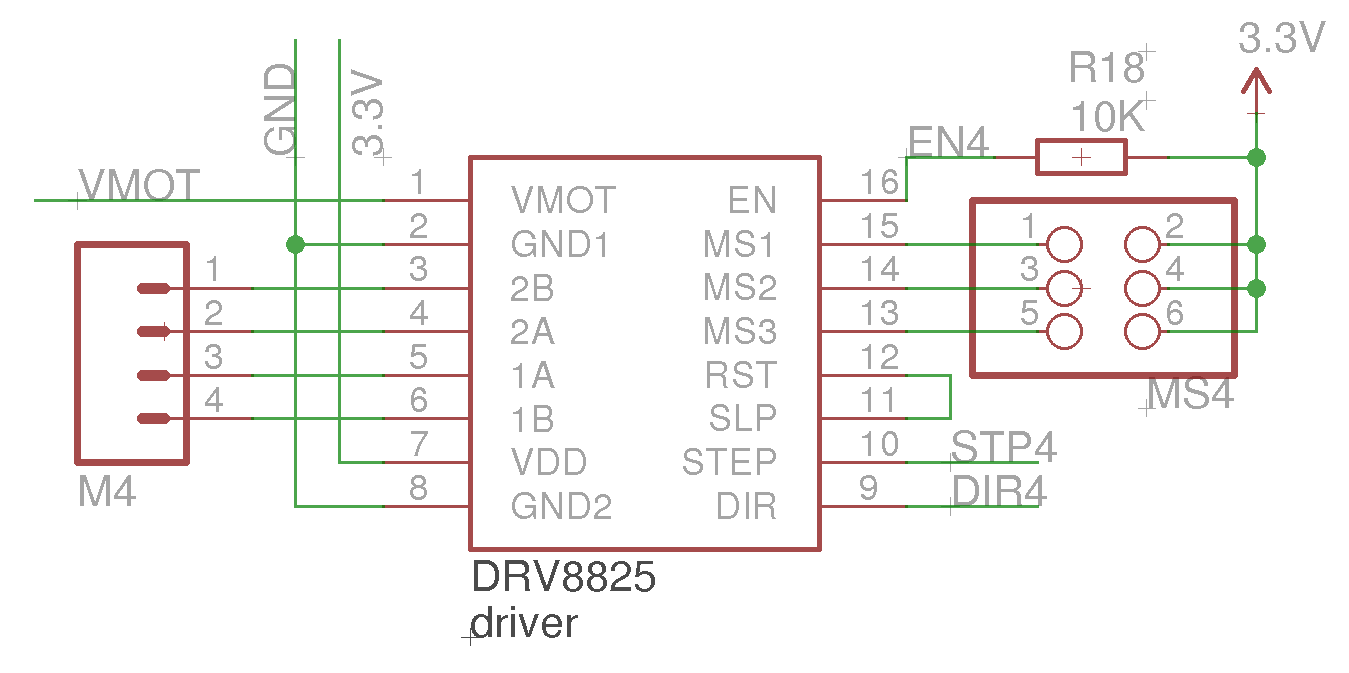 3.3V
R18
10K
GND
3.3V
EN4
VMOT
1 VMOT EN 16
2 GND1 MS1 15 1 2
1 3 2B MS2 14 3 4
2 4 2A MS3 13 5 6
3 5 1A RST 12
4 6 1B SLP 11
MS4
7 VDD STEP 10 STP4
M4 8 GND2 DIR 9 DIR4
DRV8825
driver